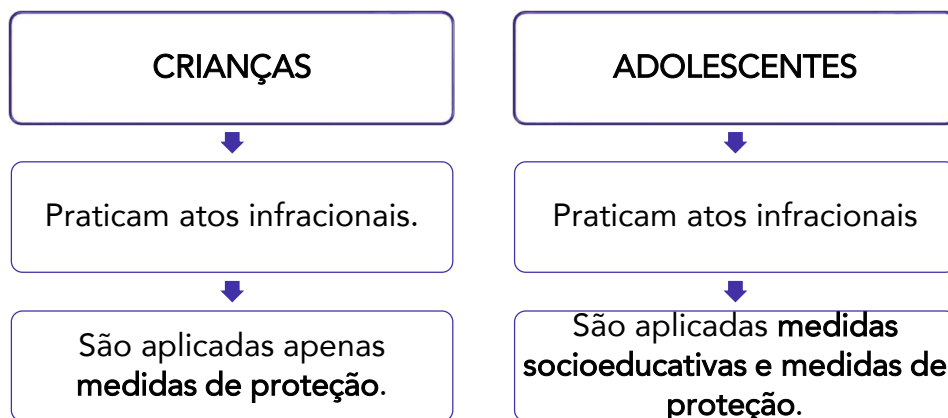 CRIANÇAS
Praticam atos infracionais.
São aplicadas apenas
medidas de proteção.
ADOLESCENTES
Praticam atos infracionais
São aplicadas medidas
socioeducativas e medidas de
proteção.